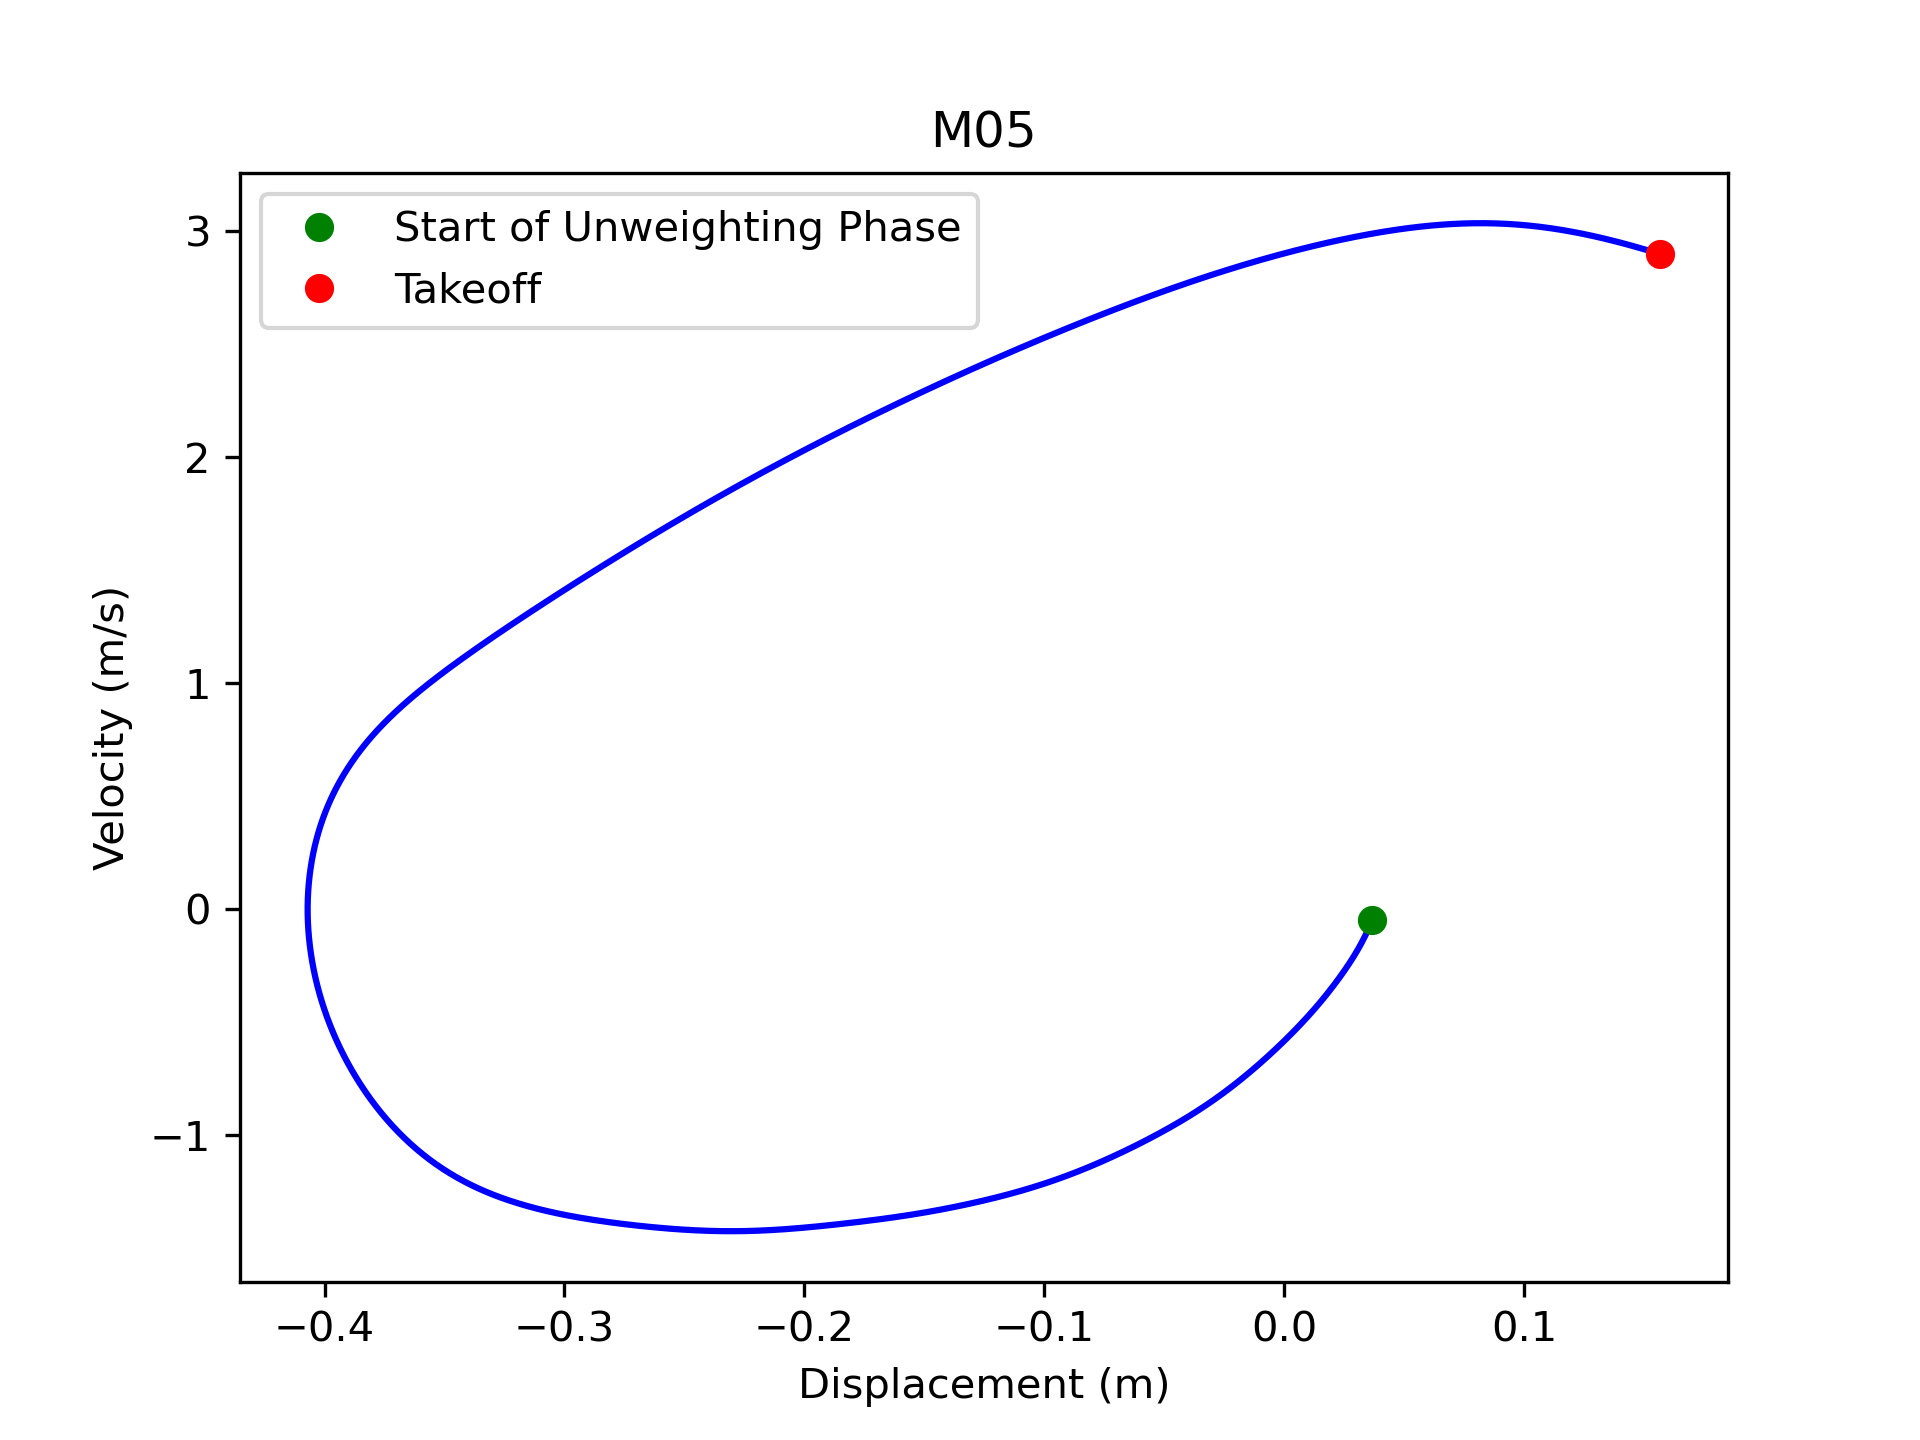 M05
Start of Unweighting Phase
Takeoff
3
2
1
0
−1
Velocity (m/s)
−0.4 −0.3 −0.2 −0.1 0.0 0.1
Displacement (m)